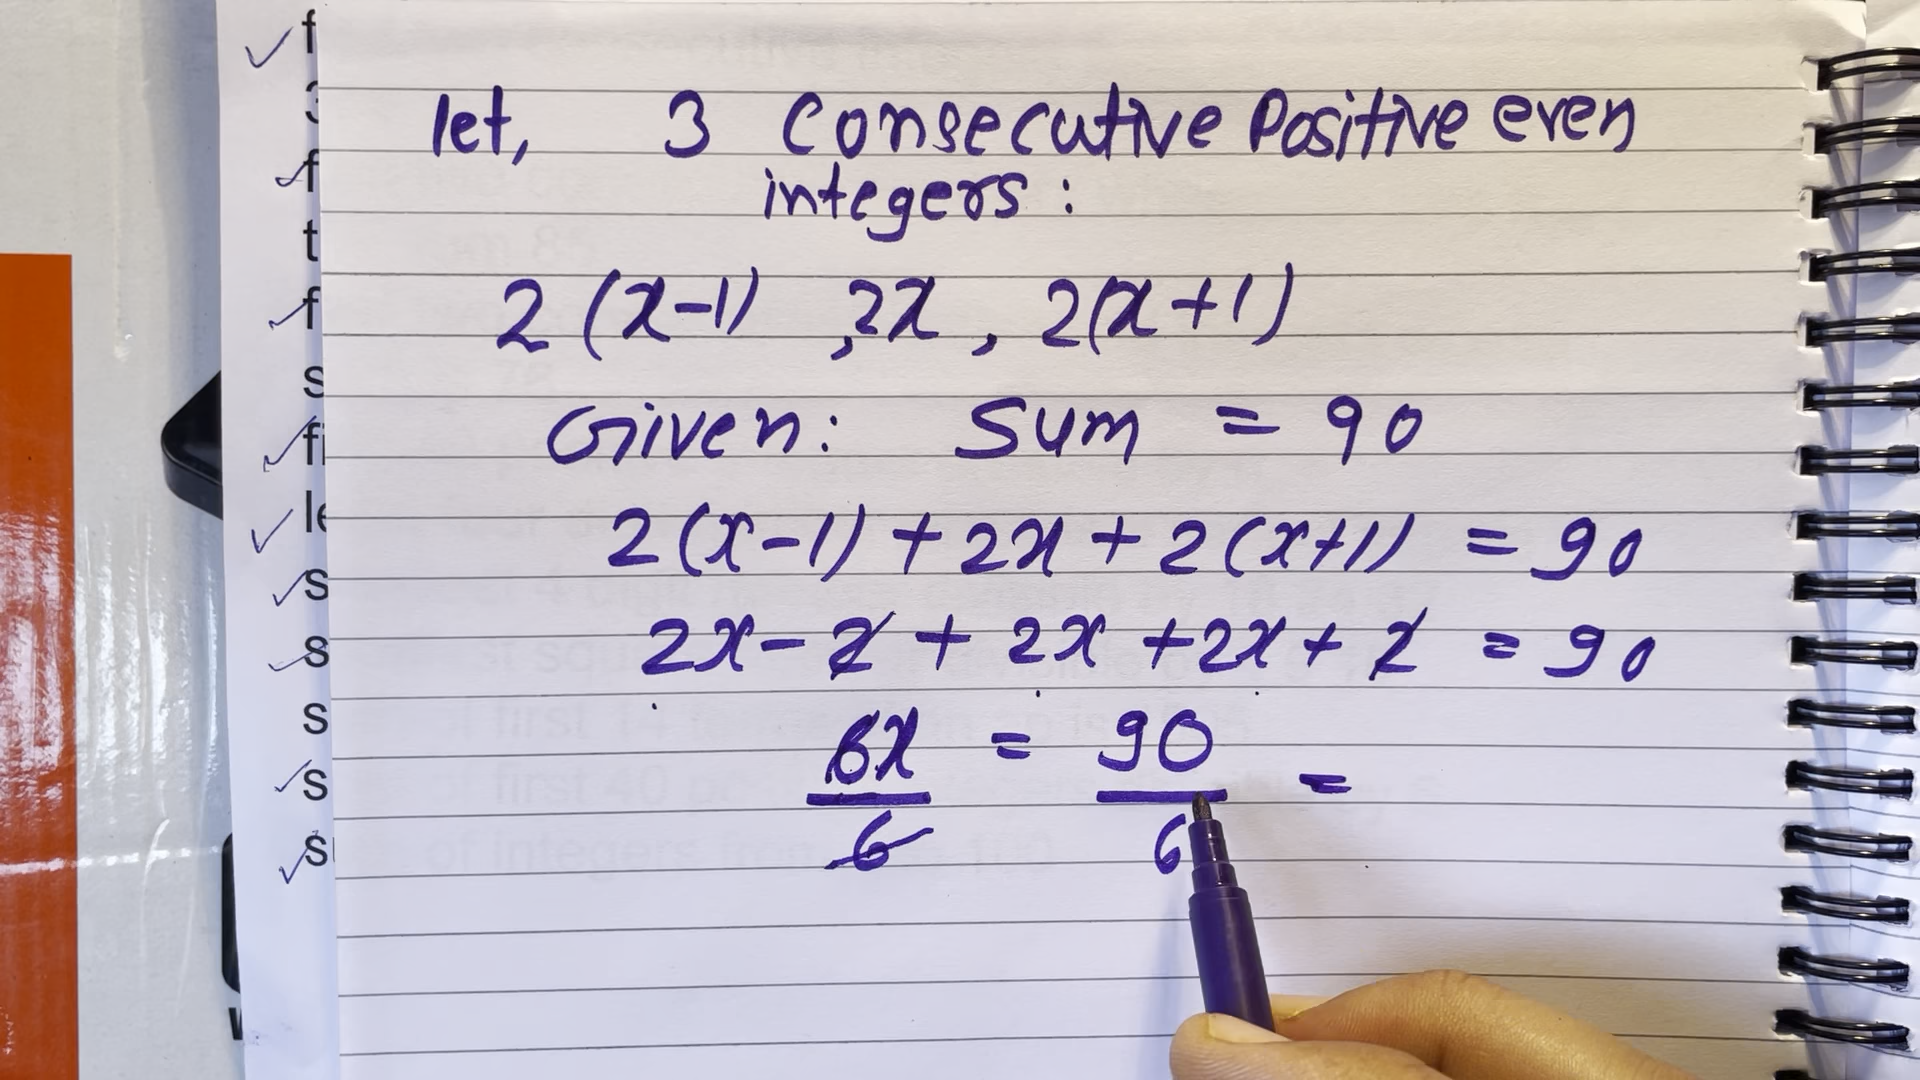 let, 3 Consecutive Positive even
integers :
2 (x-1) , 2x , 2(x+1)
Given: Sum = 90
2(x-1) + 2x + 2(x+1) = 90
2x - 2 + 2x + 2x + 2 = 90
6x = 90 =
6 6